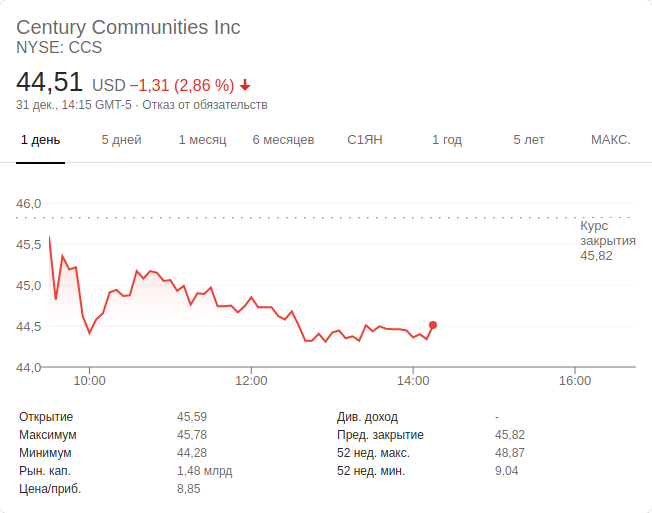 Century Communities Inc
NYSE: CCS
44,51 USD −1,31 (2,86 %)
31 дек., 14:15 GMT-5 · Отказ от обязательств
1 день 5 дней 1 месяц 6 месяцев С1ЯН 1 год 5 лет МАКС.
46,0
Курс
45,5 закрытия
45,82
45,0
44,5
44,0
10:00 12:00 14:00 16:00
Открытие 45,59 Див. доход -
Максимум 45,78 Пред. закрытие 45,82
Минимум 44,28 52 нед. макс. 48,87
Рын. кап. 1,48 млрд 52 нед. мин. 9,04
Цена/приб. 8,85